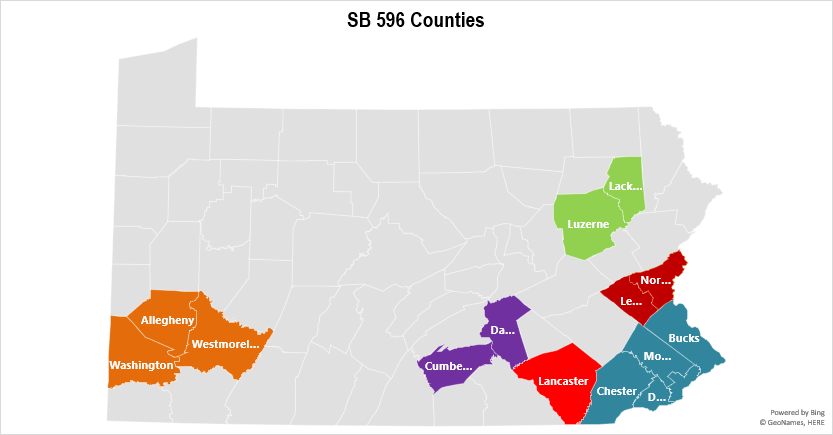 SB 596 Counties
Lack...
Luzerne
Nor...
Le...
Allegheny
Da...
Bucks
Westmorel...
Mo...
Washington
Cumbe...
Lancaster
Chester
D...
Powered by Bing
© GeoNames, HERE